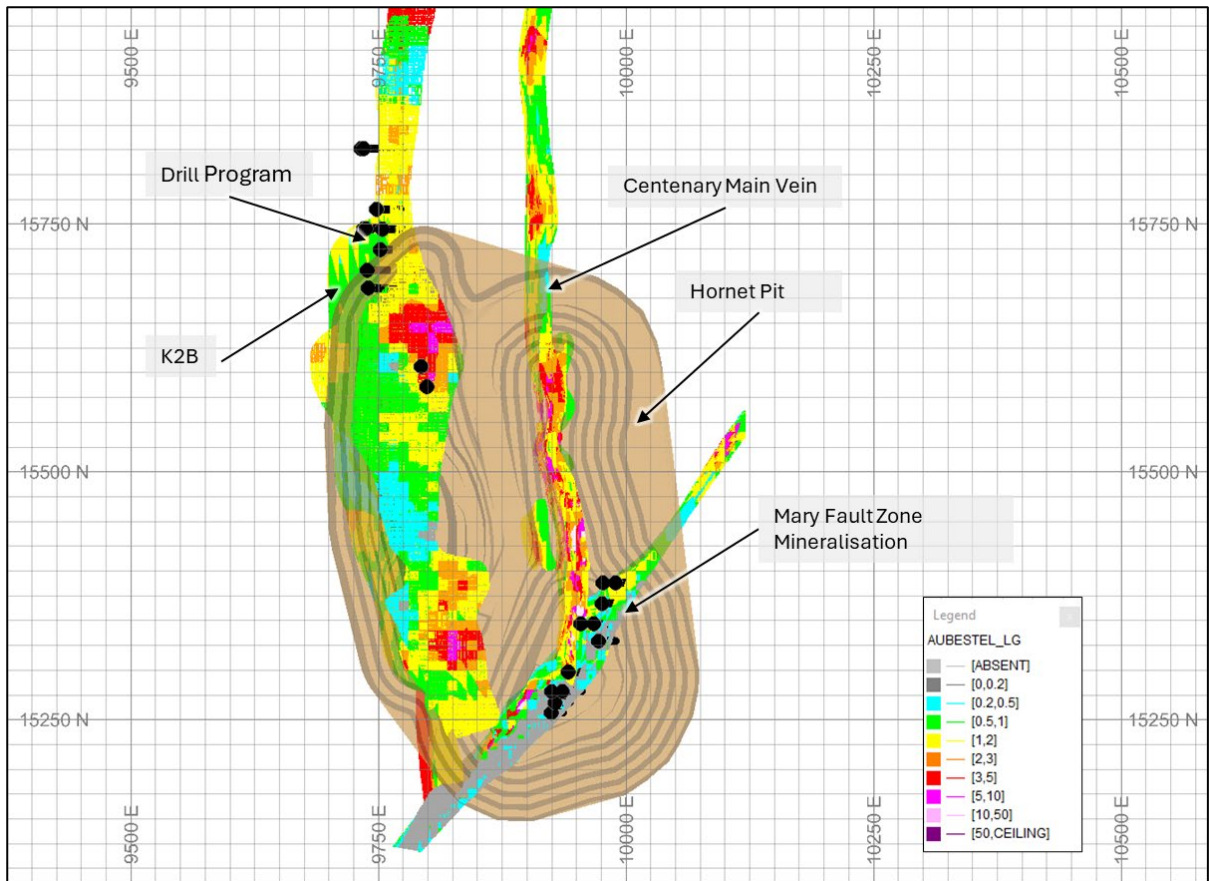 9500 E
9750 E
10000 E
10250 E
10500 E
Drill Program
Centenary Main Vein
15750 N
15750 N
Hornet Pit
K2B
15500 N
15500 N
Mary Fault Zone
Mineralisation
Legend
AUBESTEL_LG
[ABSENT]
[0,0.2]
[0.2,0.5]
[0.5,1]
[1,2]
[2,3]
[3,5]
[5,10]
[10,50]
[50,CEILING]
15250 N
15250 N
9500 E
9750 E
10000 E
10250 E
10500 E